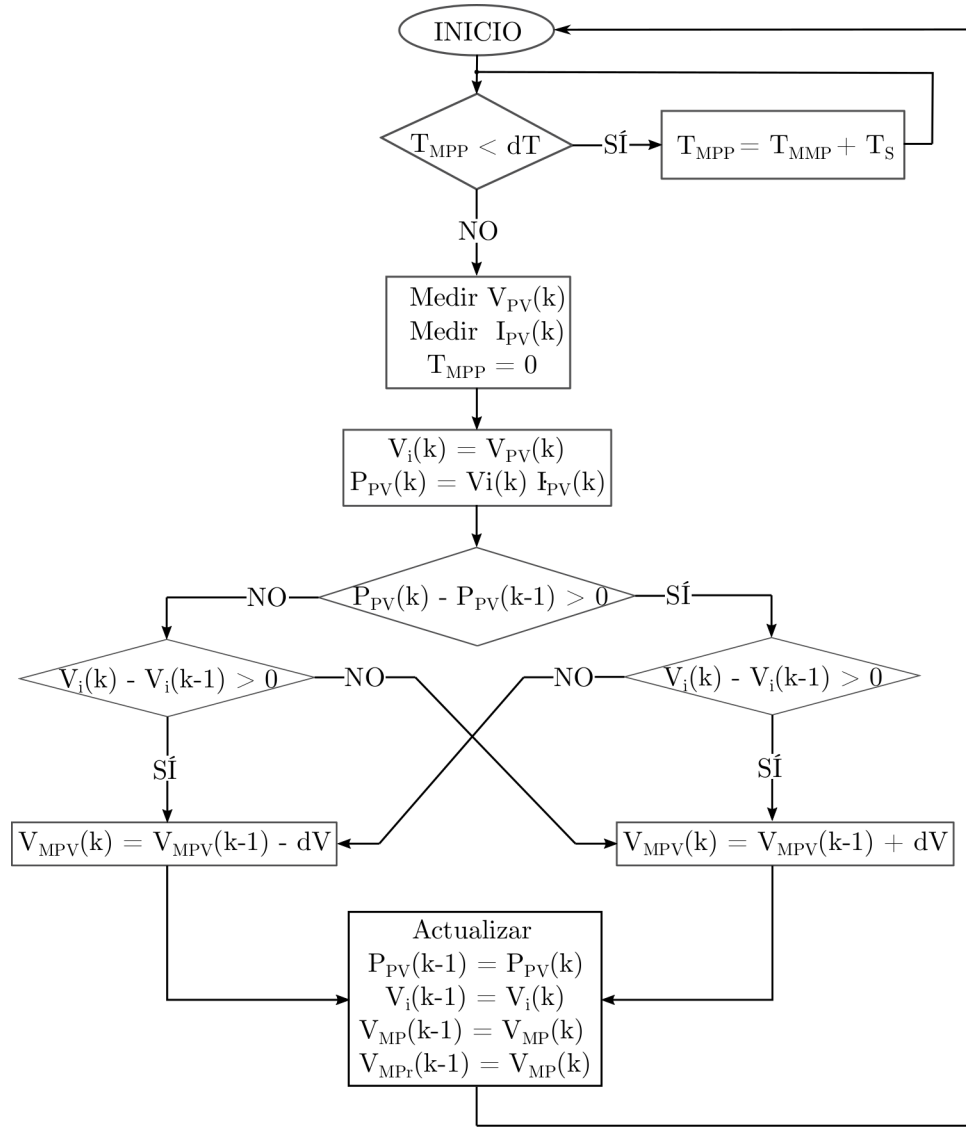 INICIO
T_MPP < dT
SÍ
T_MPP = T_MMP + T_S
NO
Medir V_PV(k)
Medir I_PV(k)
T_MPP = 0
V_i(k) = V_PV(k)
P_PV(k) = Vi(k) I_PV(k)
P_PV(k) - P_PV(k-1) > 0
NO
SÍ
V_i(k) - V_i(k-1) > 0
NO
NO
V_i(k) - V_i(k-1) > 0
SÍ
SÍ
V_MPV(k) = V_MPV(k-1) - dV
V_MPV(k) = V_MPV(k-1) + dV
Actualizar
P_PV(k-1) = P_PV(k)
V_i(k-1) = V_i(k)
V_MP(k-1) = V_MP(k)
V_MPr(k-1) = V_MP(k)